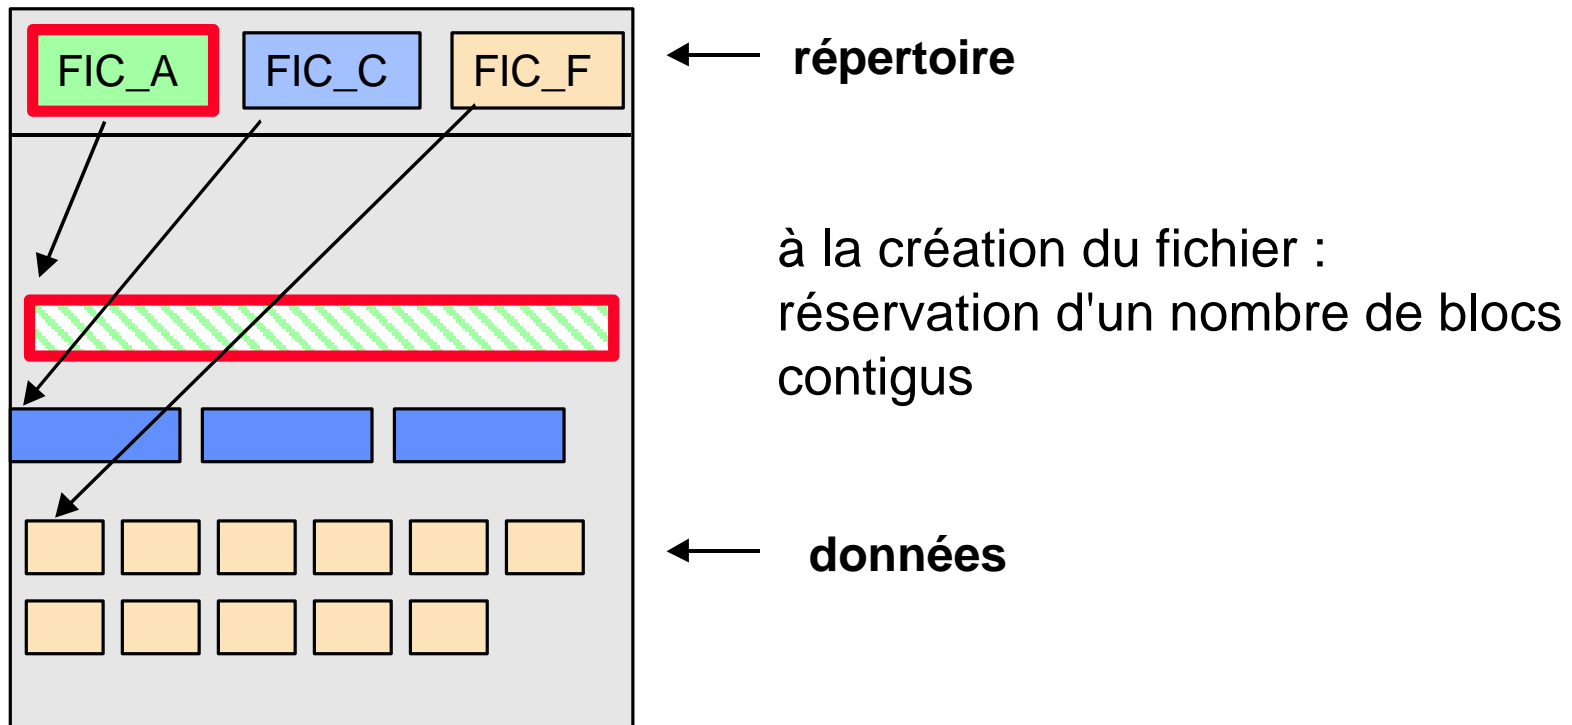 FIC_A FIC_C FIC_F
répertoire
à la création du fichier :
réservation d'un nombre de blocs
contigus
données